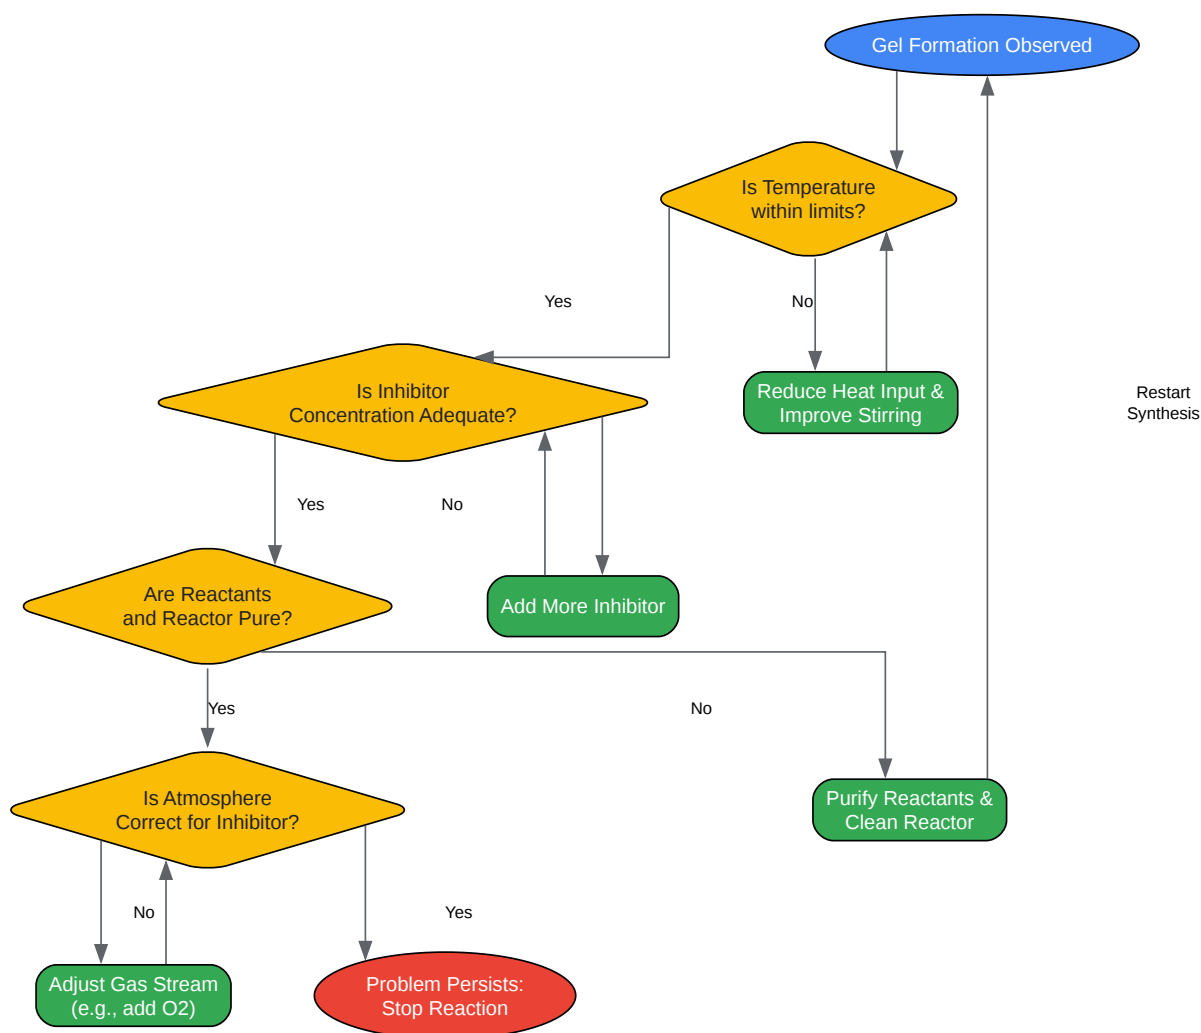 Gel Formation Observed
Is Temperature
within limits?
Yes
No
Is Inhibitor
Concentration Adequate?
Reduce Heat Input &
Improve Stirring
Restart
Synthesis
Yes
No
Are Reactants
and Reactor Pure?
Add More Inhibitor
Yes
No
Is Atmosphere
Correct for Inhibitor?
Purify Reactants &
Clean Reactor
No
Yes
Adjust Gas Stream
(e.g., add O2)
Problem Persists:
Stop Reaction